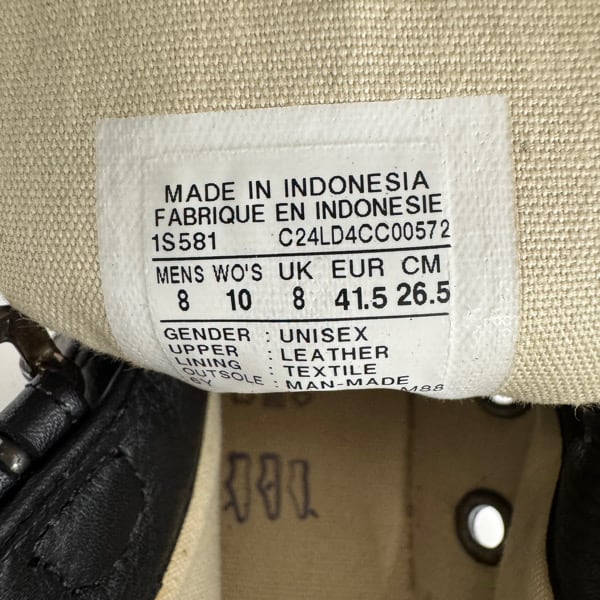 MADE IN INDONESIA
FABRIQUE EN INDONESIE
1S581 C24LD4CC00572
MENS WO'S UK EUR CM
8 10 8 41.5 26.5
GENDER : UNISEX
UPPER : LEATHER
LINING : TEXTILE
OUTSOLE : MAN-MADE
BY M88